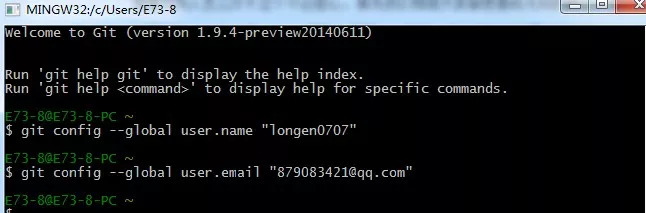 MINGW32:/c/Users/E73-8
Welcome to Git (version 1.9.4-preview20140611)
Run 'git help git' to display the help index.
Run 'git help <command>' to display help for specific commands.
E73-8@E73-8-PC ~
$ git config --global user.name "longen0707"
E73-8@E73-8-PC ~
$ git config --global user.email "879083421@qq.com"
E73-8@E73-8-PC ~
$